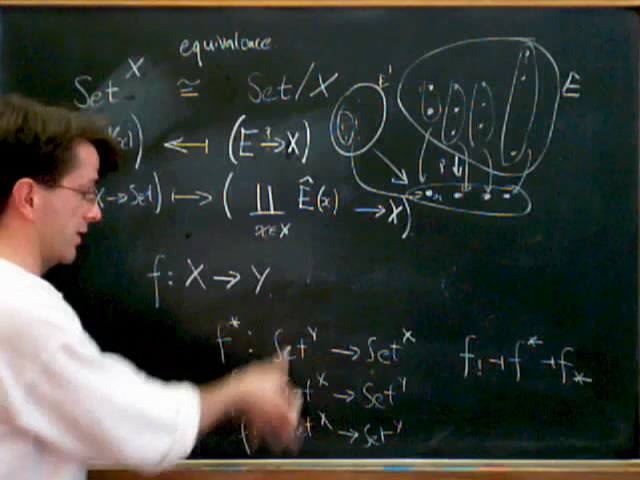 equivalence
Set^X ≅ Set/X
E'
Ê
⟵| (E →^p X)
→Set) ⟼ ( ∐_{x∈X} Ê(x) → X)
p
f: X → Y
f^*: Set^Y → Set^X
→ Set^Y
→ Set^Y
f_! ⊣ f^* ⊣ f_*